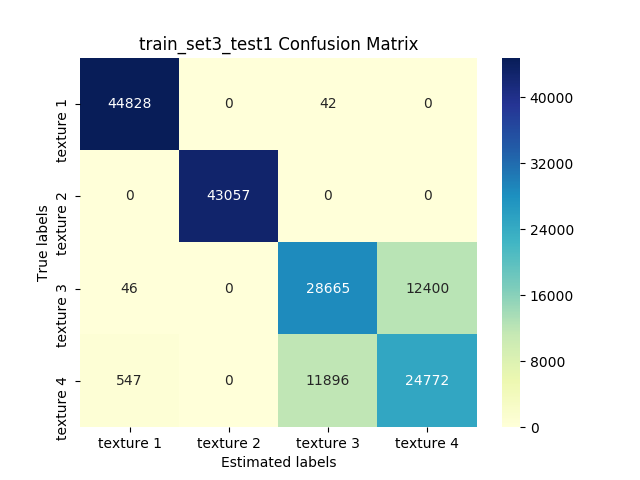 train_set3_test1 Confusion Matrix
True labels
texture 1
44828 0 42 0
texture 2
0 43057 0 0
texture 3
46 0 28665 12400
texture 4
547 0 11896 24772
texture 1 texture 2 texture 3 texture 4
Estimated labels
40000
32000
24000
16000
8000
0